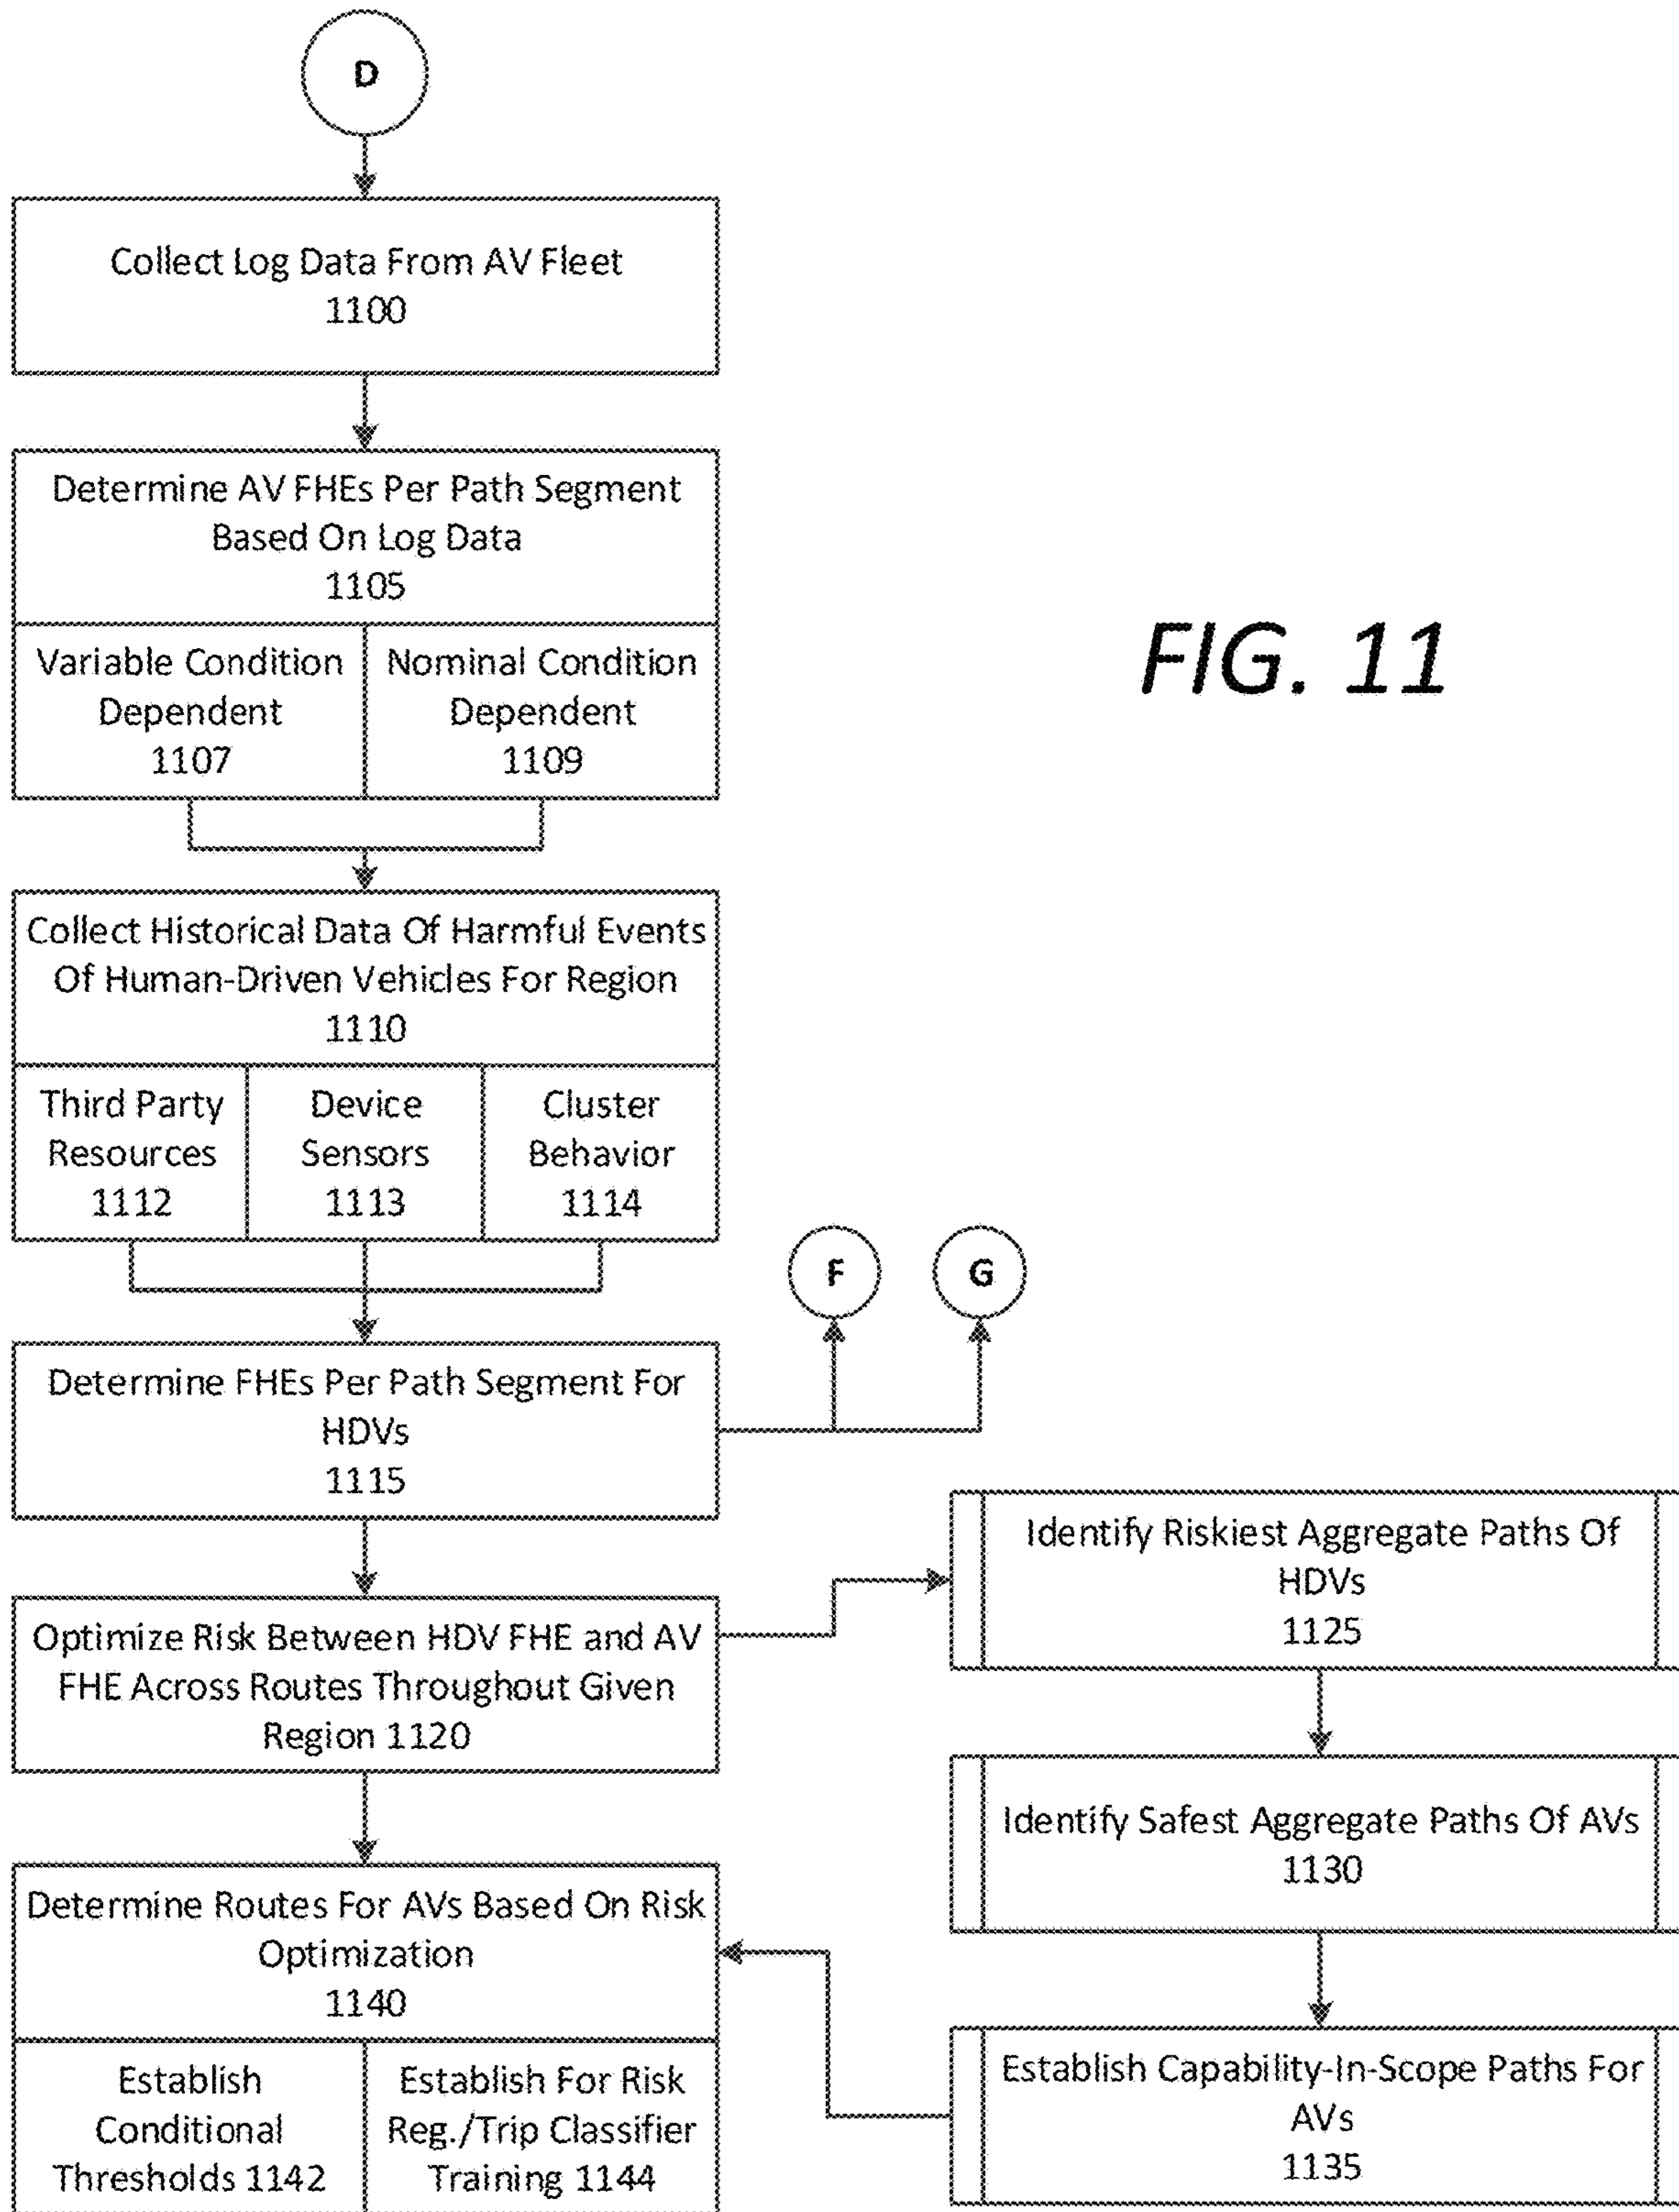 D
Collect Log Data From AV Fleet
1100
Determine AV FHEs Per Path Segment
Based On Log Data
1105
Variable Condition
Dependent
1107
Nominal Condition
Dependent
1109
FIG. 11
Collect Historical Data Of Harmful Events
Of Human-Driven Vehicles For Region
1110
Third Party
Resources
1112
Device
Sensors
1113
Cluster
Behavior
1114
F
G
Determine FHEs Per Path Segment For
HDVs
1115
Optimize Risk Between HDV FHE and AV
FHE Across Routes Throughout Given
Region 1120
Identify Riskiest Aggregate Paths Of
HDVs
1125
Identify Safest Aggregate Paths Of AVs
1130
Establish Capability-In-Scope Paths For
AVs
1135
Determine Routes For AVs Based On Risk
Optimization
1140
Establish
Conditional
Thresholds 1142
Establish For Risk
Reg./Trip Classifier
Training 1144